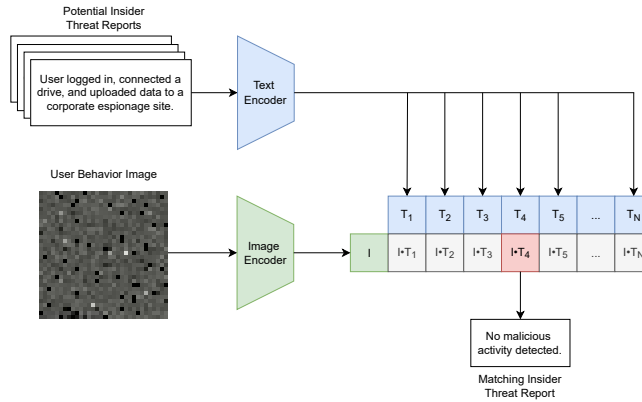 Potential Insider
Threat Reports
User logged in, connected a
drive, and uploaded data to a
corporate espionage site.
Text
Encoder
User Behavior Image
Image
Encoder
T1 T2 T3 T4 T5 ... TN
I I•T1 I•T2 I•T3 I•T4 I•T5 ... I•TN
No malicious
activity detected.
Matching Insider
Threat Report